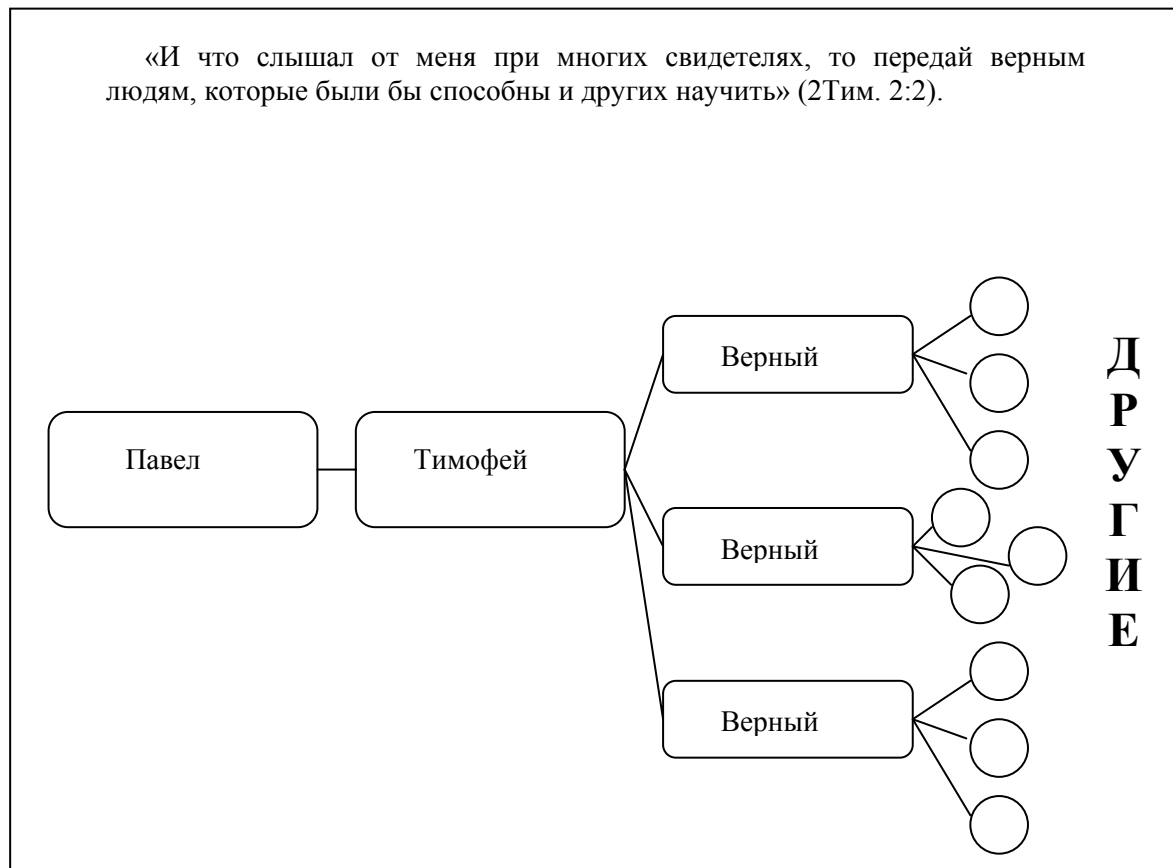 «И что слышал от меня при многих свидетелях, то передай верным
людям, которые были бы способны и других научить» (2Тим. 2:2).
Верный
Павел
Тимофей
Верный
Верный
ДРУГИЕ